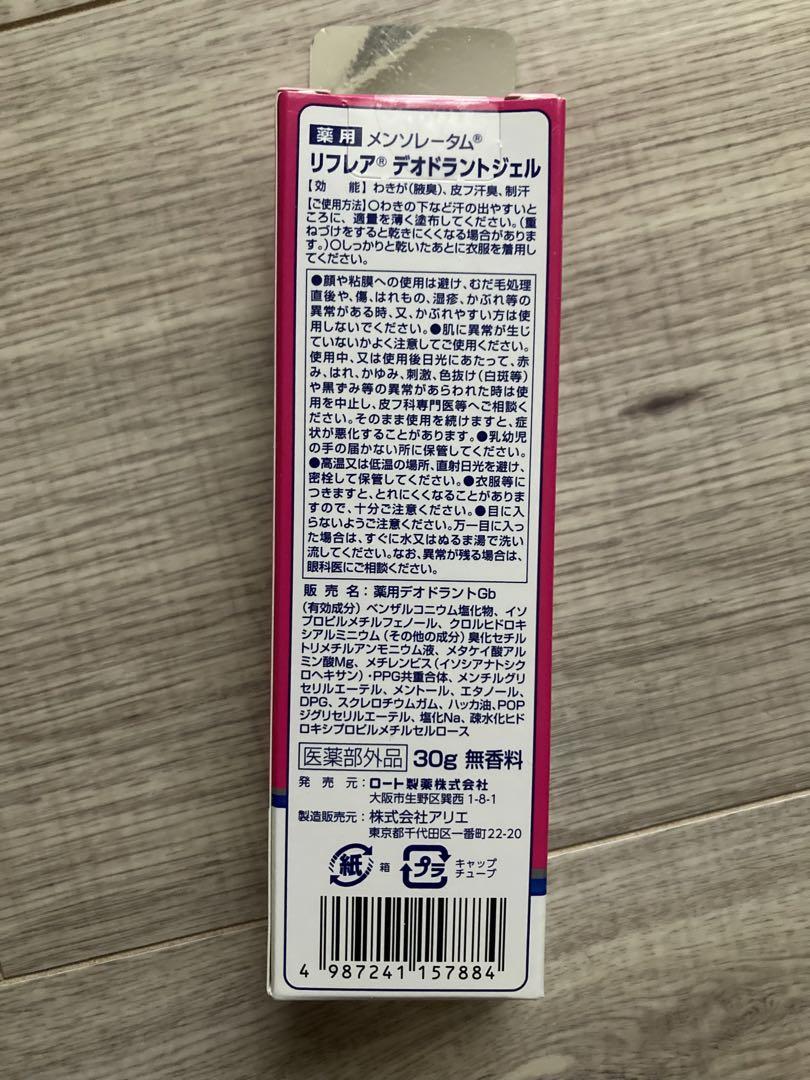 薬用 メンソレータム®
リフレア® デオドラントジェル
【効 能】わきが(腋臭)、皮フ汗臭、制汗
【ご使用方法】○わきの下など汗の出やすいと
ころに、適量を薄く塗布してください。(重
ねづけをすると乾きにくくなる場合がありま
す。)○しっかりと乾いたあとに衣服を着用し
てください。
●顔や粘膜への使用は避け、むだ毛処理
直後や、傷、はれもの、湿疹、かぶれ等の
異常がある時、又、かぶれやすい方は使
用しないでください。●肌に異常が生じ
ていないかよく注意してご使用ください。
使用中、又は使用後日光にあたって、赤
み、はれ、かゆみ、刺激、色抜け(白斑等)
や黒ずみ等の異常があらわれた時は使
用を中止し、皮フ科専門医等へご相談く
ださい。そのまま使用を続けますと、症
状が悪化することがあります。●乳幼児
の手の届かない所に保管してください。
●高温又は低温の場所、直射日光を避け、
密栓して保管してください。●衣服等に
つきますと、とれにくくなることがありま
すので、十分ご注意ください。●目に入
らないようご注意ください。万一目に入っ
た場合は、すぐに水又はぬるま湯で洗い
流してください。なお、異常が残る場合は、
眼科医にご相談ください。
販 売 名:薬用デオドラントGb
(有効成分)ベンザルコニウム塩化物、イソ
プロピルメチルフェノール、クロルヒドロキ
シアルミニウム(その他の成分)臭化セチル
トリメチルアンモニウム液、メタケイ酸アル
ミン酸Mg、メチレンビス(イソシアナトシク
ロヘキサン)・PPG共重合体、メンチルグリ
セリルエーテル、メントール、エタノール、
DPG、スクレロチウムガム、ハッカ油、POP
ジグリセリルエーテル、塩化Na、疎水化ヒド
ロキシプロピルメチルセルロース
医薬部外品 30g 無香料
発 売 元:ロート製薬株式会社
大阪市生野区巽西1-8-1
製造販売元:株式会社アリエ
東京都千代田区一番町22-20
紙 箱 プラ キャップ
チューブ
4 987241 157884